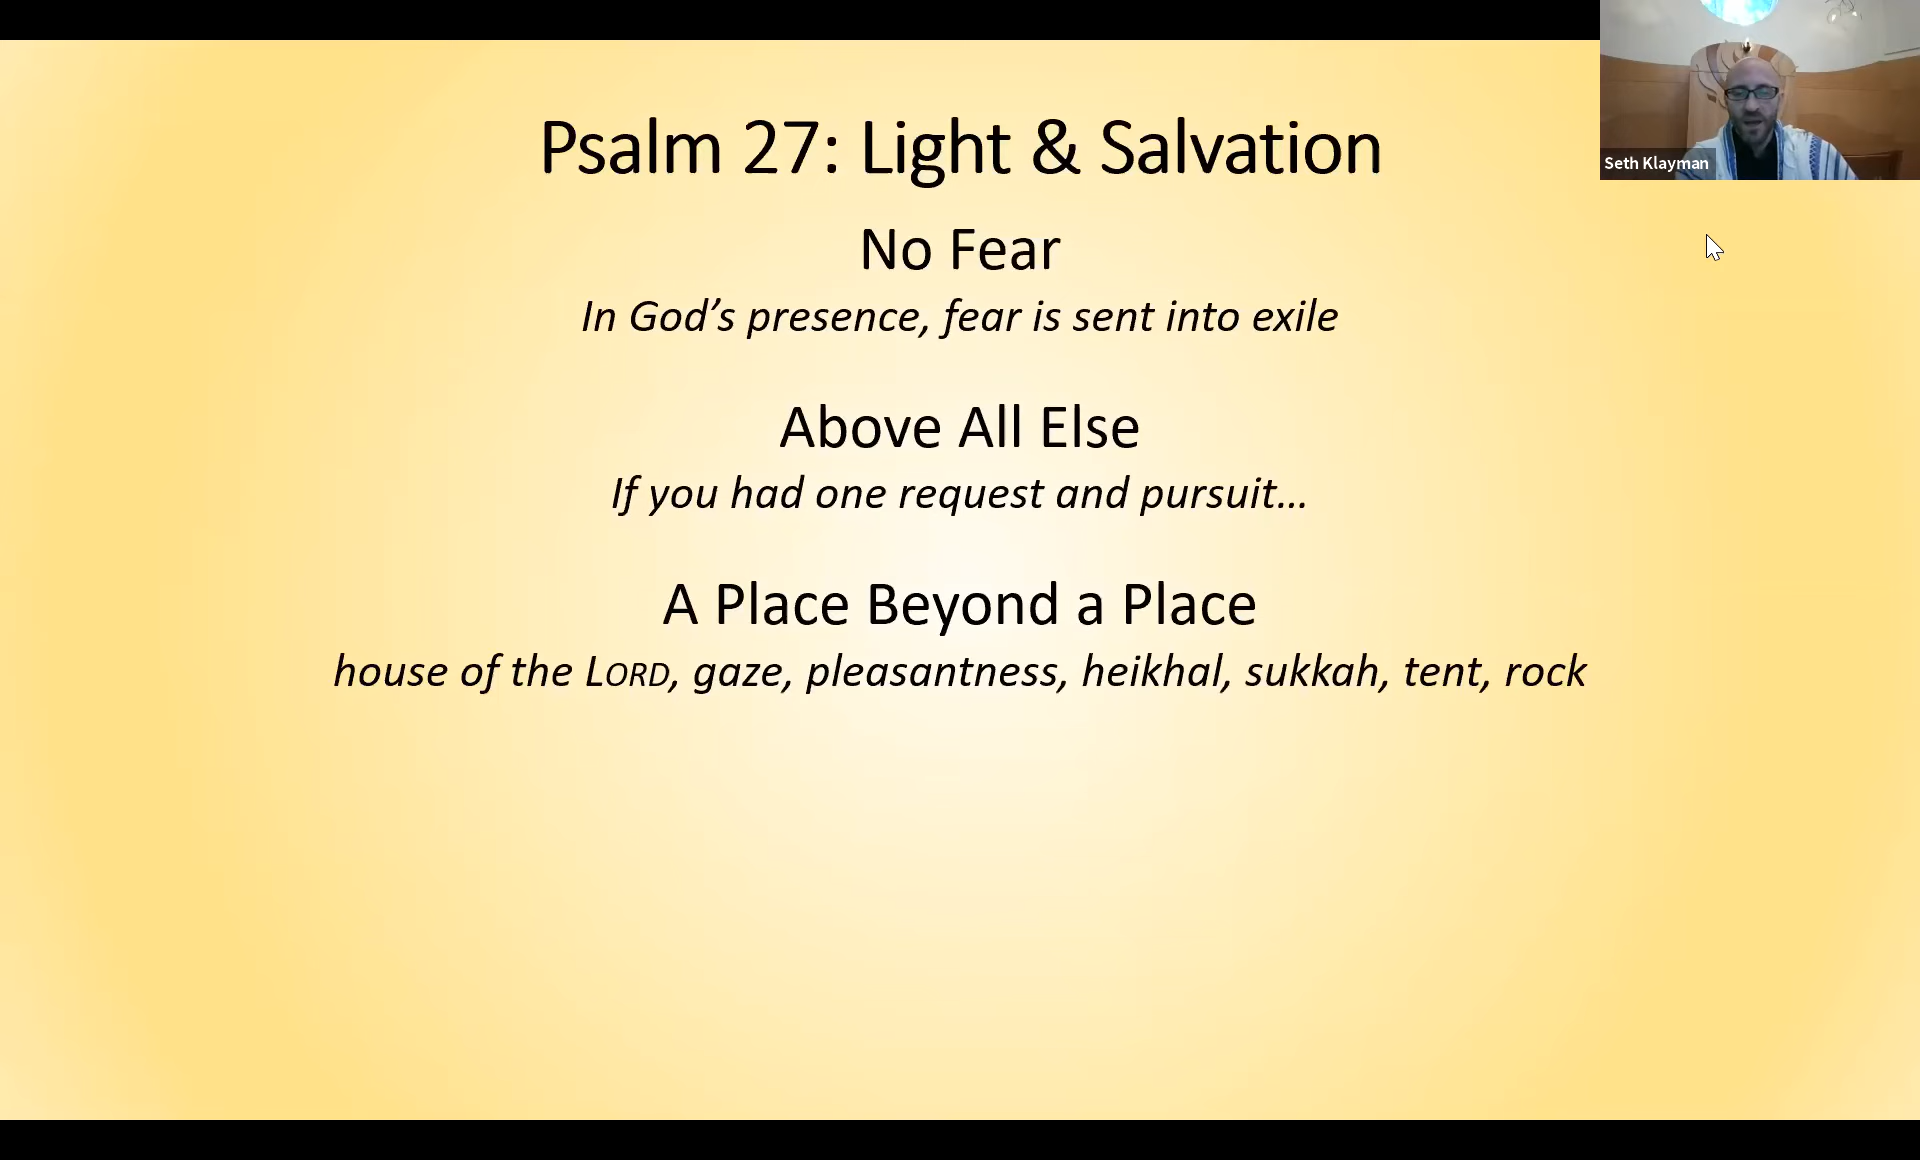 Psalm 27: Light & Salvation
No Fear
In God’s presence, fear is sent into exile
Above All Else
If you had one request and pursuit…
A Place Beyond a Place
house of the LORD, gaze, pleasantness, heikhal, sukkah, tent, rock
Seth Klayman